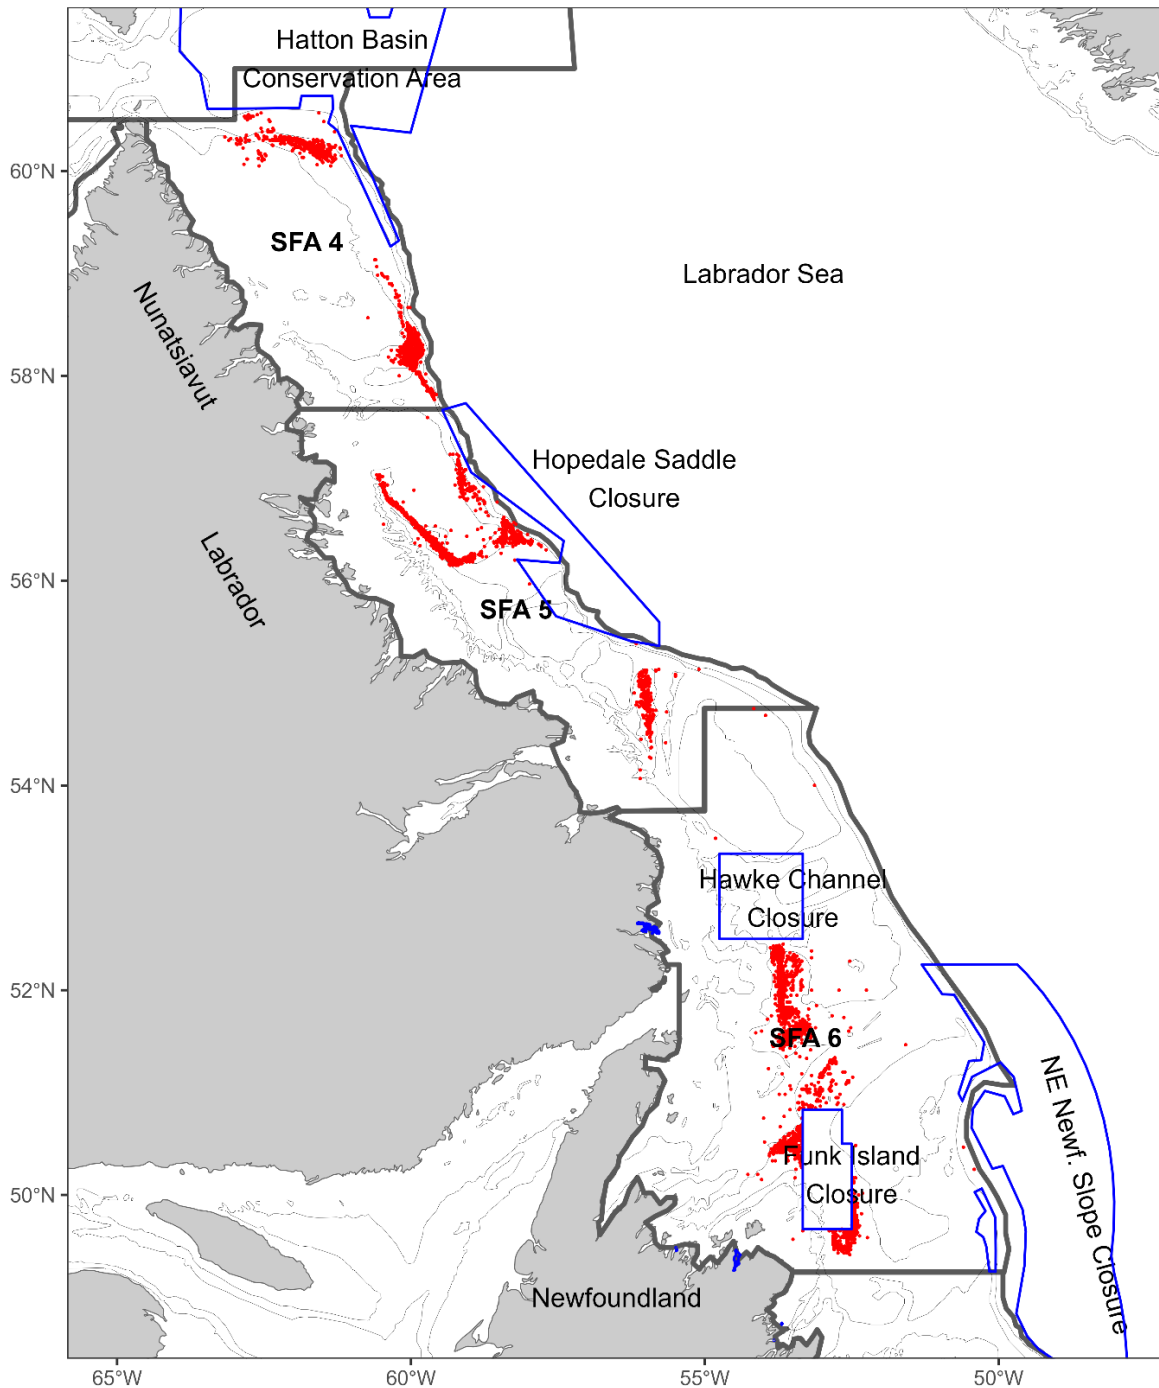 Hatton Basin
Conservation Area
60°N
SFA 4
Labrador Sea
Nunatsiavut
58°N
Hopedale Saddle
Closure
Labrador
56°N
SFA 5
54°N
Hawke Channel
Closure
52°N
SFA 6
NE Newf. Slope Closure
Funk Island
Closure
50°N
Newfoundland
65°W
60°W
55°W
50°W